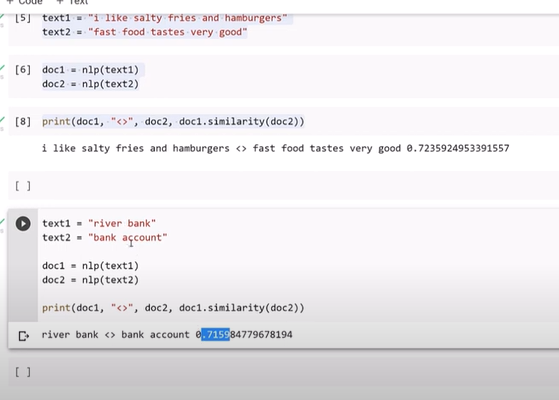 + Code + Text
[5] text1 = "i like salty fries and hamburgers"
text2 = "fast food tastes very good"
[6] doc1 = nlp(text1)
doc2 = nlp(text2)
[8] print(doc1, "<>", doc2, doc1.similarity(doc2))
i like salty fries and hamburgers <> fast food tastes very good 0.7235924953391557
[ ]
text1 = "river bank"
text2 = "bank account"
doc1 = nlp(text1)
doc2 = nlp(text2)
print(doc1, "<>", doc2, doc1.similarity(doc2))
river bank <> bank account 0.715984779678194
[ ]